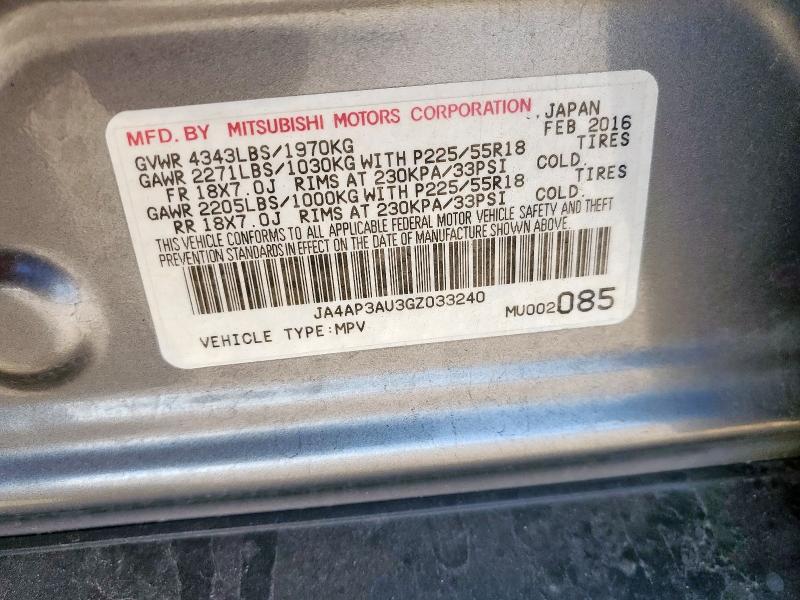 MFD. BY MITSUBISHI MOTORS CORPORATION ., JAPAN
GVWR 4343LBS/1970KG FEB 2016
GAWR 2271LBS/1030KG WITH P225/55R18 TIRES
FR 18X7.0J RIMS AT 230KPA/33PSI COLD.
GAWR 2205LBS/1000KG WITH P225/55R18 TIRES
RR 18X7.0J RIMS AT 230KPA/33PSI COLD.
THIS VEHICLE CONFORMS TO ALL APPLICABLE FEDERAL MOTOR VEHICLE SAFETY AND THEFT
PREVENTION STANDARDS IN EFFECT ON THE DATE OF MANUFACTURE SHOWN ABOVE.
JA4AP3AU3GZ033240
VEHICLE TYPE:MPV MU002085